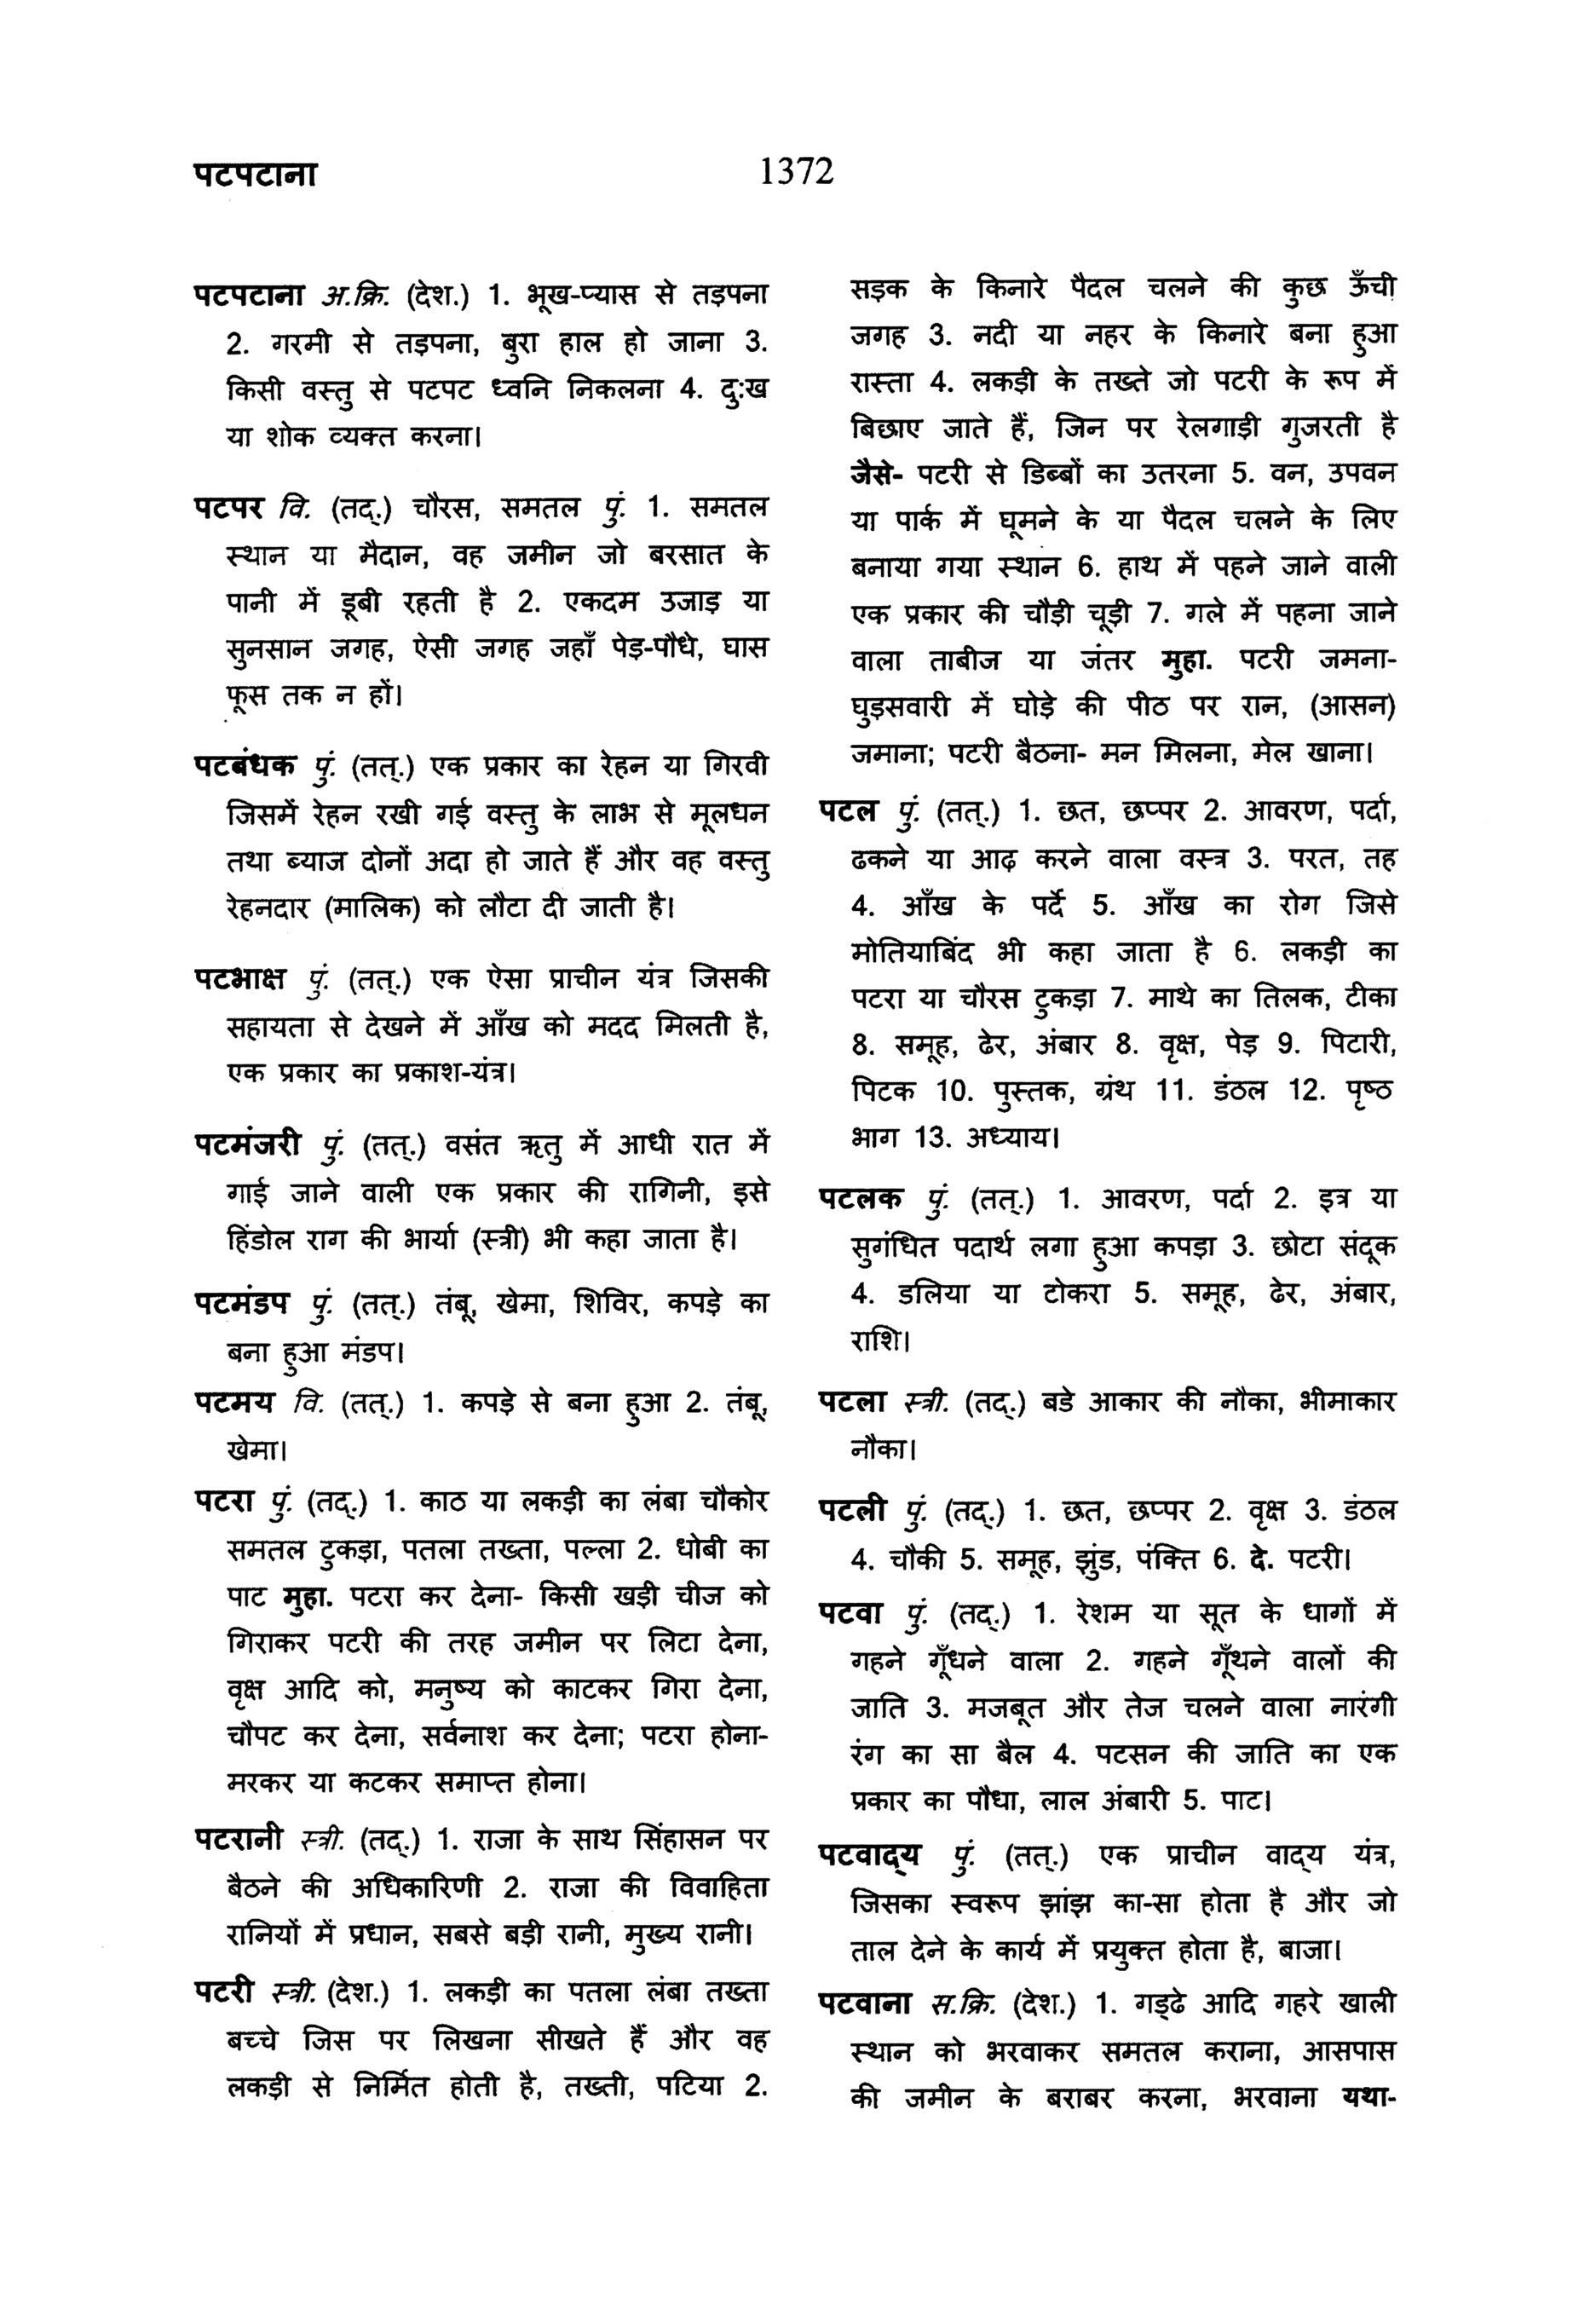 पटपटाना
1372
पटपटाना अ.क्रि. (देश.) 1. भूख-प्यास से तड़पना
2. गरमी से तड़पना, बुरा हाल हो जाना 3.
किसी वस्तु से पटपट ध्वनि निकलना 4. दु:ख
या शोक व्यक्त करना।
पटपर वि. (तद्.) चौरस, समतल पुं. 1. समतल
स्थान या मैदान, वह जमीन जो बरसात के
पानी में डूबी रहती है 2. एकदम उजाड़ या
सुनसान जगह, ऐसी जगह जहाँ पेड़-पौधे, घास
फूस तक न हों।
पटबंधक पुं. (तत्.) एक प्रकार का रेहन या गिरवी
जिसमें रेहन रखी गई वस्तु के लाभ से मूलधन
तथा ब्याज दोनों अदा हो जाते हैं और वह वस्तु
रेहनदार (मालिक) को लौटा दी जाती है।
पटभाक्ष पुं. (तत्.) एक ऐसा प्राचीन यंत्र जिसकी
सहायता से देखने में आँख को मदद मिलती है,
एक प्रकार का प्रकाश-यंत्र।
पटमंजरी पुं. (तत्.) वसंत ऋतु में आधी रात में
गाई जाने वाली एक प्रकार की रागिनी, इसे
हिंडोल राग की भार्या (स्त्री) भी कहा जाता है।
पटमंडप पुं. (तत्.) तंबू, खेमा, शिविर, कपड़े का
बना हुआ मंडप।
पटमय वि. (तत्.) 1. कपड़े से बना हुआ 2. तंबू,
खेमा।
पटरा पुं. (तद्.) 1. काठ या लकड़ी का लंबा चौकोर
समतल टुकड़ा, पतला तख्ता, पल्ला 2. धोबी का
पाट मुहा. पटरा कर देना- किसी खड़ी चीज को
गिराकर पटरी की तरह जमीन पर लिटा देना,
वृक्ष आदि को, मनुष्य को काटकर गिरा देना,
चौपट कर देना, सर्वनाश कर देना; पटरा होना-
मरकर या कटकर समाप्त होना।
पटरानी स्त्री. (तद्.) 1. राजा के साथ सिंहासन पर
बैठने की अधिकारिणी 2. राजा की विवाहिता
रानियों में प्रधान, सबसे बड़ी रानी, मुख्य रानी।
पटरी स्त्री. (देश.) 1. लकड़ी का पतला लंबा तख्ता
बच्चे जिस पर लिखना सीखते हैं और वह
लकड़ी से निर्मित होती है, तख्ती, पटिया 2.
सड़क के किनारे पैदल चलने की कुछ ऊँची
जगह 3. नदी या नहर के किनारे बना हुआ
रास्ता 4. लकड़ी के तख्ते जो पटरी के रूप में
बिछाए जाते हैं, जिन पर रेलगाड़ी गुजरती है
जैसे- पटरी से डिब्बों का उतरना 5. वन, उपवन
या पार्क में घूमने के या पैदल चलने के लिए
बनाया गया स्थान 6. हाथ में पहने जाने वाली
एक प्रकार की चौड़ी चूड़ी 7. गले में पहना जाने
वाला ताबीज या जंतर मुहा. पटरी जमना-
घुड़सवारी में घोड़े की पीठ पर रान, (आसन)
जमाना; पटरी बैठना- मन मिलना, मेल खाना।
पटल पुं. (तत्.) 1. छत, छप्पर 2. आवरण, पर्दा,
ढकने या आढ़ करने वाला वस्त्र 3. परत, तह
4. आँख के पर्दे 5. आँख का रोग जिसे
मोतियाबिंद भी कहा जाता है 6. लकड़ी का
पटरा या चौरस टुकड़ा 7. माथे का तिलक, टीका
8. समूह, ढेर, अंबार 8. वृक्ष, पेड़ 9. पिटारी,
पिटक 10. पुस्तक, ग्रंथ 11. डंठल 12. पृष्ठ
भाग 13. अध्याय।
पटलक पुं. (तत्.) 1. आवरण, पर्दा 2. इत्र या
सुगंधित पदार्थ लगा हुआ कपड़ा 3. छोटा संदूक
4. डलिया या टोकरा 5. समूह, ढेर, अंबार,
राशि।
पटला स्त्री. (तद्.) बडे आकार की नौका, भीमाकार
नौका।
पटली पुं. (तद्.) 1. छत, छप्पर 2. वृक्ष 3. डंठल
4. चौकी 5. समूह, झुंड, पंक्ति 6. दे. पटरी।
पटवा पुं. (तद्.) 1. रेशम या सूत के धागों में
गहने गूँधने वाला 2. गहने गूँथने वालों की
जाति 3. मजबूत और तेज चलने वाला नारंगी
रंग का सा बैल 4. पटसन की जाति का एक
प्रकार का पौधा, लाल अंबारी 5. पाट।
पटवाद्‌य पुं. (तत्.) एक प्राचीन वाद्‌य यंत्र,
जिसका स्वरूप झांझ का-सा होता है और जो
ताल देने के कार्य में प्रयुक्त होता है, बाजा।
पटवाना स.क्रि. (देश.) 1. गड्‌ढे आदि गहरे खाली
स्थान को भरवाकर समतल कराना, आसपास
की जमीन के बराबर करना, भरवाना यथा-